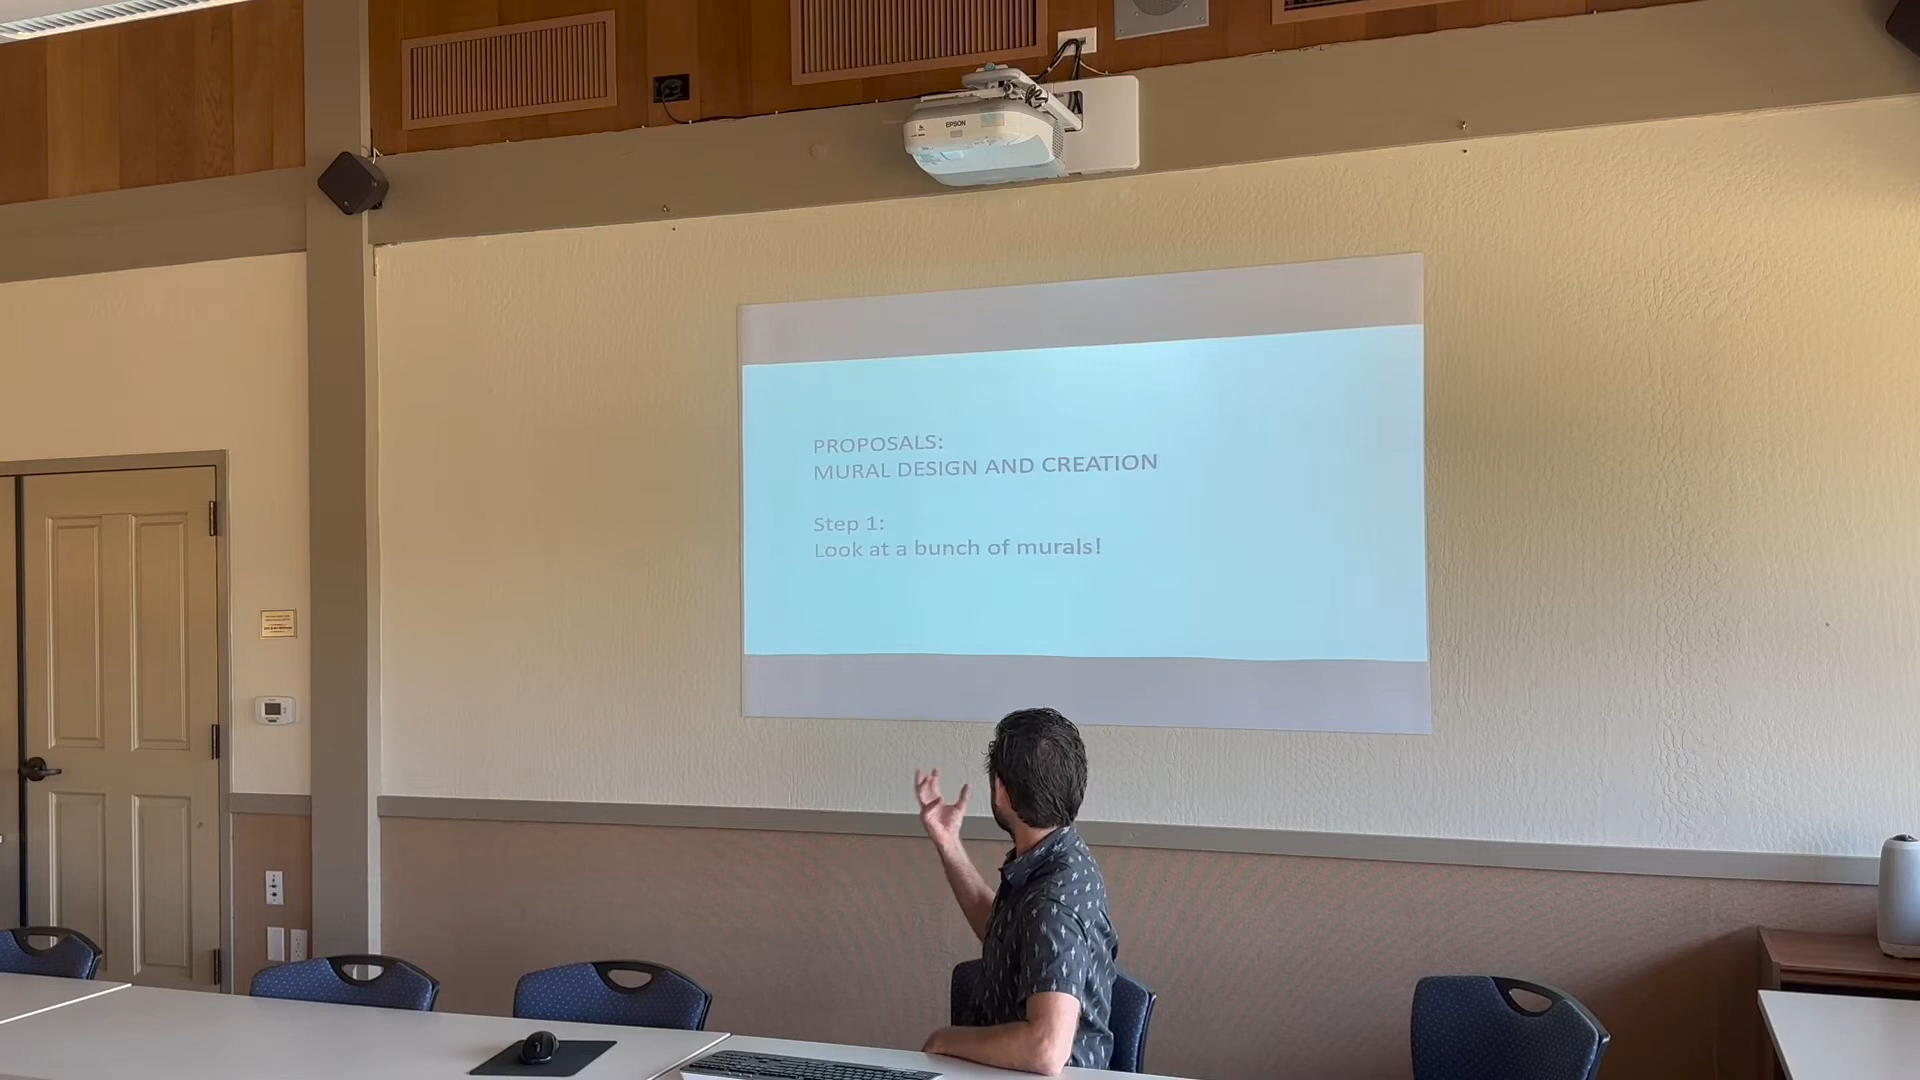 EPSON
PROPOSALS:
MURAL DESIGN AND CREATION
Step 1:
Look at a bunch of murals!